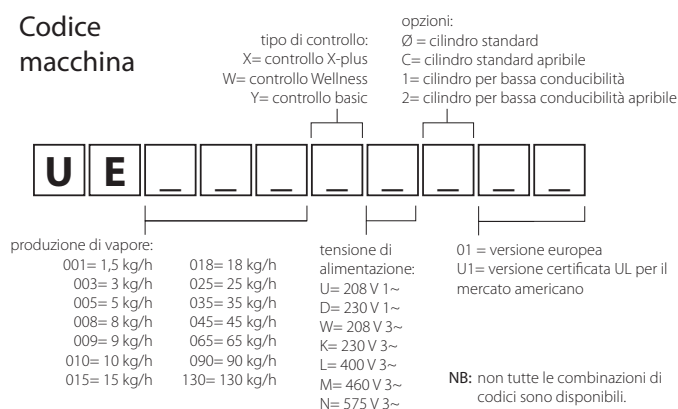 Codice
macchina
tipo di controllo:
X= controllo X-plus
W= controllo Wellness
Y= controllo basic
opzioni:
Ø = cilindro standard
C= cilindro standard apribile
1= cilindro per bassa conducibilità
2= cilindro per bassa conducibilità apribile
U E _ _ _ _ _ _ _ _
produzione di vapore:
001= 1,5 kg/h
003= 3 kg/h
005= 5 kg/h
008= 8 kg/h
009= 9 kg/h
010= 10 kg/h
015= 15 kg/h
018= 18 kg/h
025= 25 kg/h
035= 35 kg/h
045= 45 kg/h
065= 65 kg/h
090= 90 kg/h
130= 130 kg/h
tensione di
alimentazione:
U= 208 V 1~
D= 230 V 1~
W= 208 V 3~
K= 230 V 3~
L= 400 V 3~
M= 460 V 3~
N= 575 V 3~
01 = versione europea
U1= versione certificata UL per il
mercato americano
NB: non tutte le combinazioni di
codici sono disponibili.